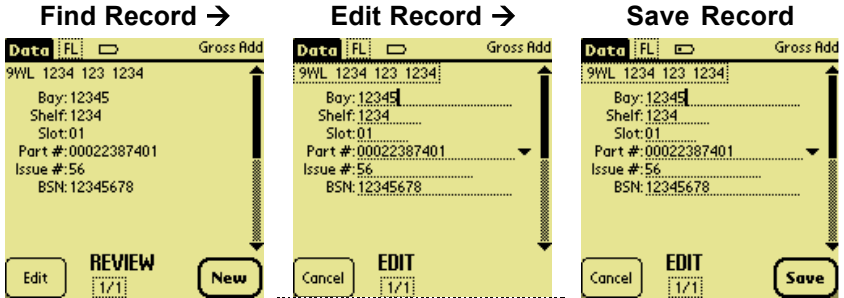 Find Record →
Data FL Gross Add
9WL 1234 123 1234
Bay: 12345
Shelf: 1234
Slot: 01
Part #: 00022387401
Issue #: 56
BSN: 12345678
Edit REVIEW 1/1 New
Edit Record →
Data FL Gross Add
9WL 1234 123 1234
Bay: 12345
Shelf: 1234
Slot: 01
Part #: 00022387401
Issue #: 56
BSN: 12345678
Cancel EDIT 1/1
Save Record
Data FL Gross Add
9WL 1234 123 1234
Bay: 12345
Shelf: 1234
Slot: 01
Part #: 00022387401
Issue #: 56
BSN: 12345678
Cancel EDIT 1/1 Save